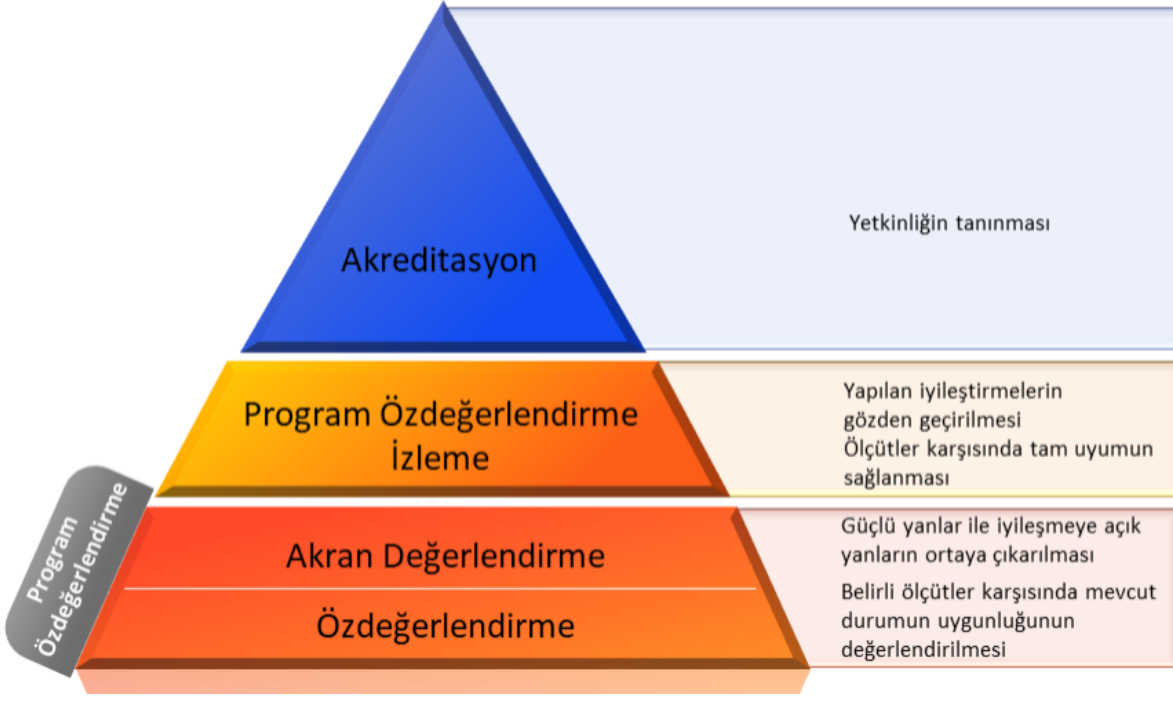 Akreditasyon
Yetkinliğin tanınması
Program Özdeğerlendirme
İzleme
Yapılan iyileştirmelerin
gözden geçirilmesi
Ölçütler karşısında tam uyumun
sağlanması
Program
Özdeğerlendirme
Akran Değerlendirme
Güçlü yanlar ile iyileşmeye açık
yanların ortaya çıkarılması
Özdeğerlendirme
Belirli ölçütler karşısında mevcut
durumun uygunluğunun
değerlendirilmesi